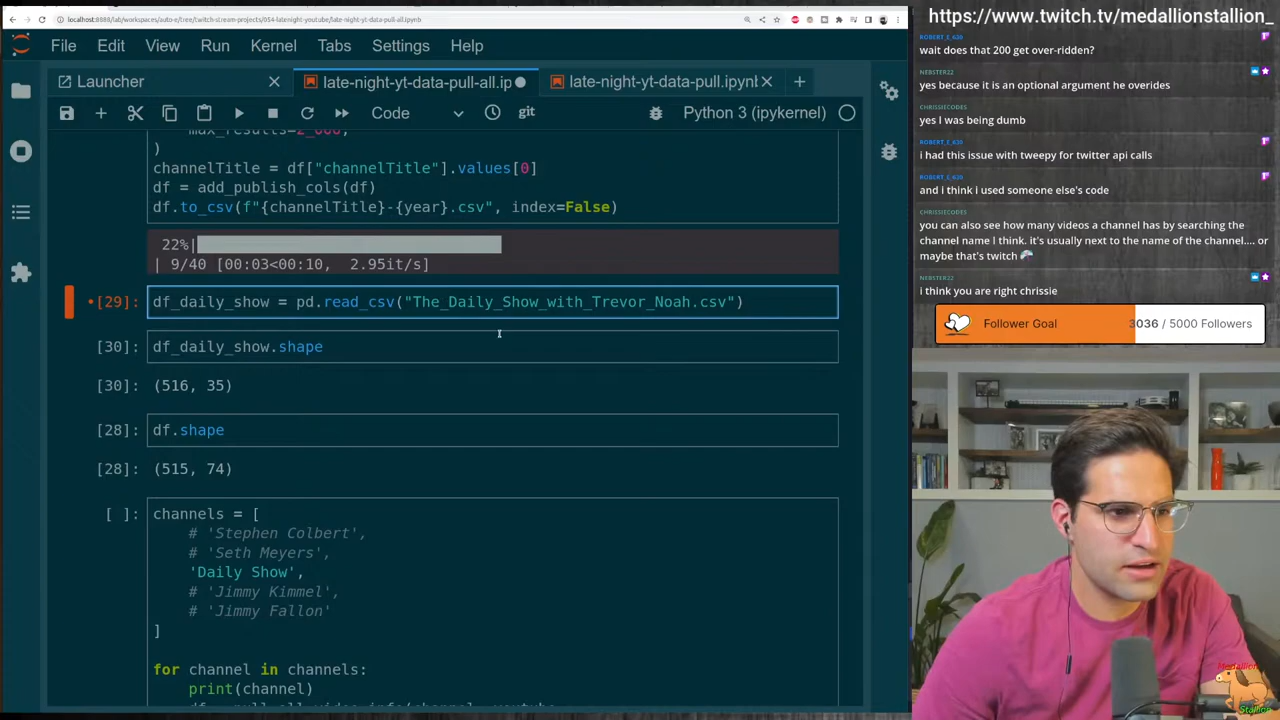 localhost:8888/lab/workspaces/auto-e/tree/twitch-stream-projects/054-latenight-youtube/late-night-yt-data-pull-all.ipynb
https://www.twitch.tv/medallionstallion_
File Edit View Run Kernel Tabs Settings Help
Launcher
late-night-yt-data-pull-all.ip
late-night-yt-data-pull.ipynb
Code
git
Python 3 (ipykernel)
max_results=2_000,
)
channelTitle = df["channelTitle"].values[0]
df = add_publish_cols(df)
df.to_csv(f"{channelTitle}-{year}.csv", index=False)
22%|
| 9/40 [00:03<00:10, 2.95it/s]
[29]: df_daily_show = pd.read_csv("The_Daily_Show_with_Trevor_Noah.csv")
[30]: df_daily_show.shape
[30]: (516, 35)
[28]: df.shape
[28]: (515, 74)
[ ]: channels = [
# 'Stephen Colbert',
# 'Seth Meyers',
'Daily Show',
# 'Jimmy Kimmel',
# 'Jimmy Fallon'
]
for channel in channels:
print(channel)
ROBERT_E_620
wait does that 200 get over-ridden?
NEBSTER22
yes because it is an optional argument he overides
CHRISSIECODES
yes I was being dumb
ROBERT_E_620
i had this issue with tweepy for twitter api calls
ROBERT_E_620
and i think i used someone else's code
CHRISSIECODES
you can also see how many videos a channel has by searching the
channel name I think. it's usually next to the name of the channel.... or
maybe that's twitch
NEBSTER22
i think you are right chrissie
Follower Goal
3036 / 5000 Followers
Medallion
Stallion